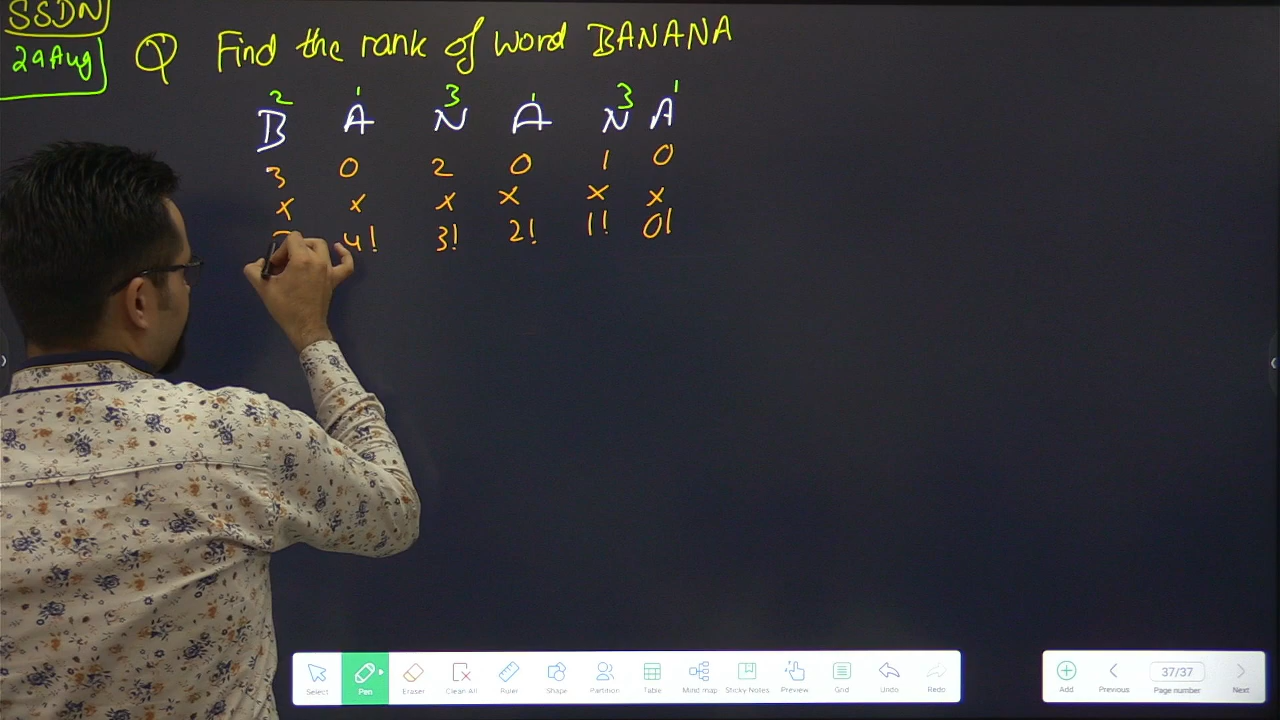 SSDN
29 Aug
Q Find the rank of word BANANA
2 1 3 1 3 1
B A N A N A
3 0 2 0 1 0
x x x x x x
4! 3! 2! 1! 0!
Select Pen Eraser Clean All Ruler Shape Partition Table Mind map Sticky Notes Preview Grid Undo Redo
Add Previous 37/37 Page number Next